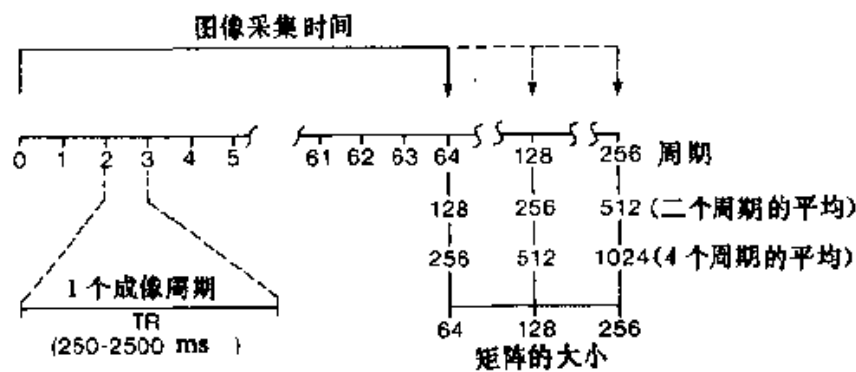 图像采集时间
0 1 2 3 4 5 61 62 63 64 128 256 周期
128 256 512 (二个周期的平均)
256 512 1024 (4个周期的平均)
1个成像周期
TR
(250-2500 ms )
64 128 256
矩阵的大小